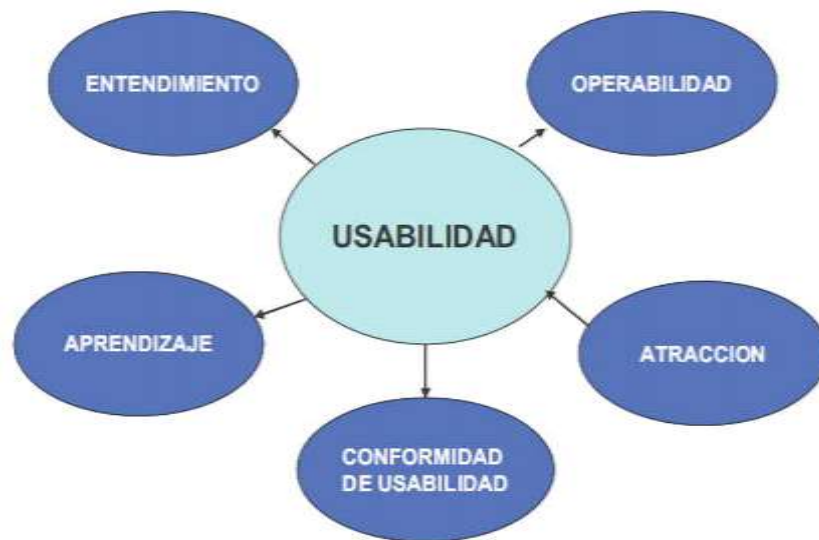 ENTENDIMIENTO
OPERABILIDAD
USABILIDAD
APRENDIZAJE
ATRACCION
CONFORMIDAD
DE USABILIDAD